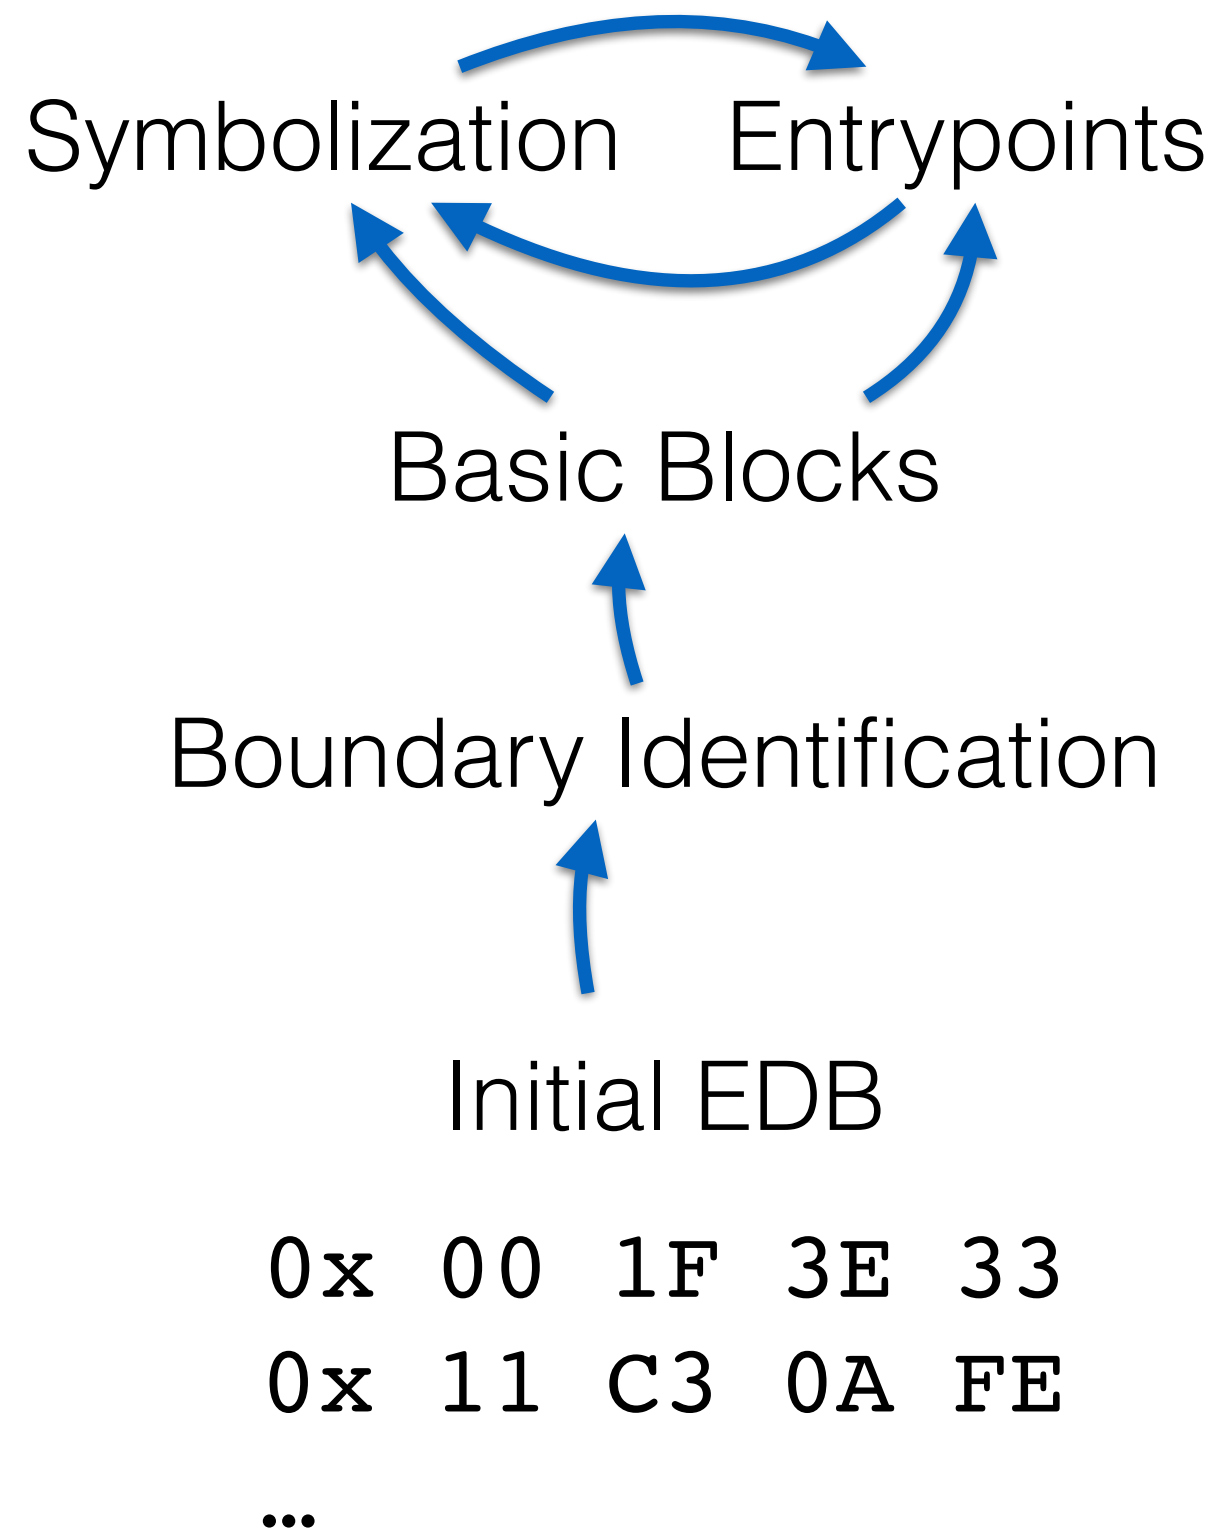 Symbolization Entrypoints
Basic Blocks
Boundary Identification
Initial EDB
0x 00 1F 3E 33
0x 11 C3 0A FE
…